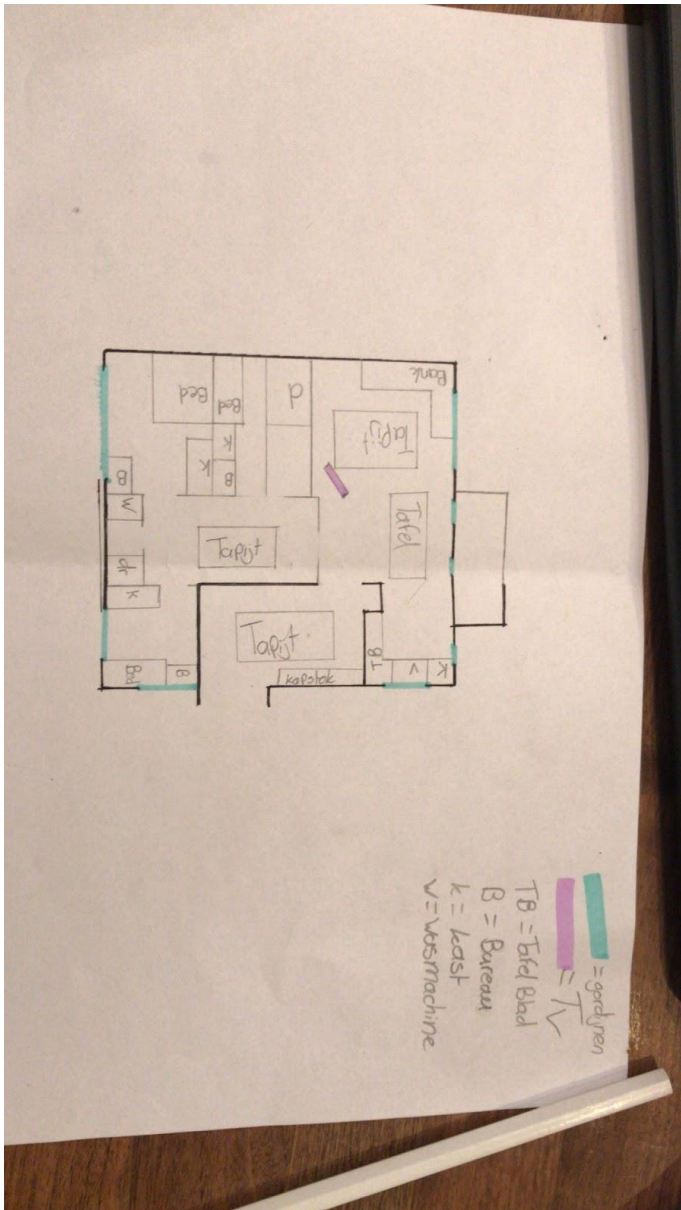 Bank
Tapijt
Tafel
K
V
TB
d
Tapijt
kapstok
Bed
K
B
Bed
K
Tapijt
B
W
dr
K
Bed
B
= gordijnen
= TV
TB = Tafel Blad
B = Bureau
k = kast
w = wasmachine